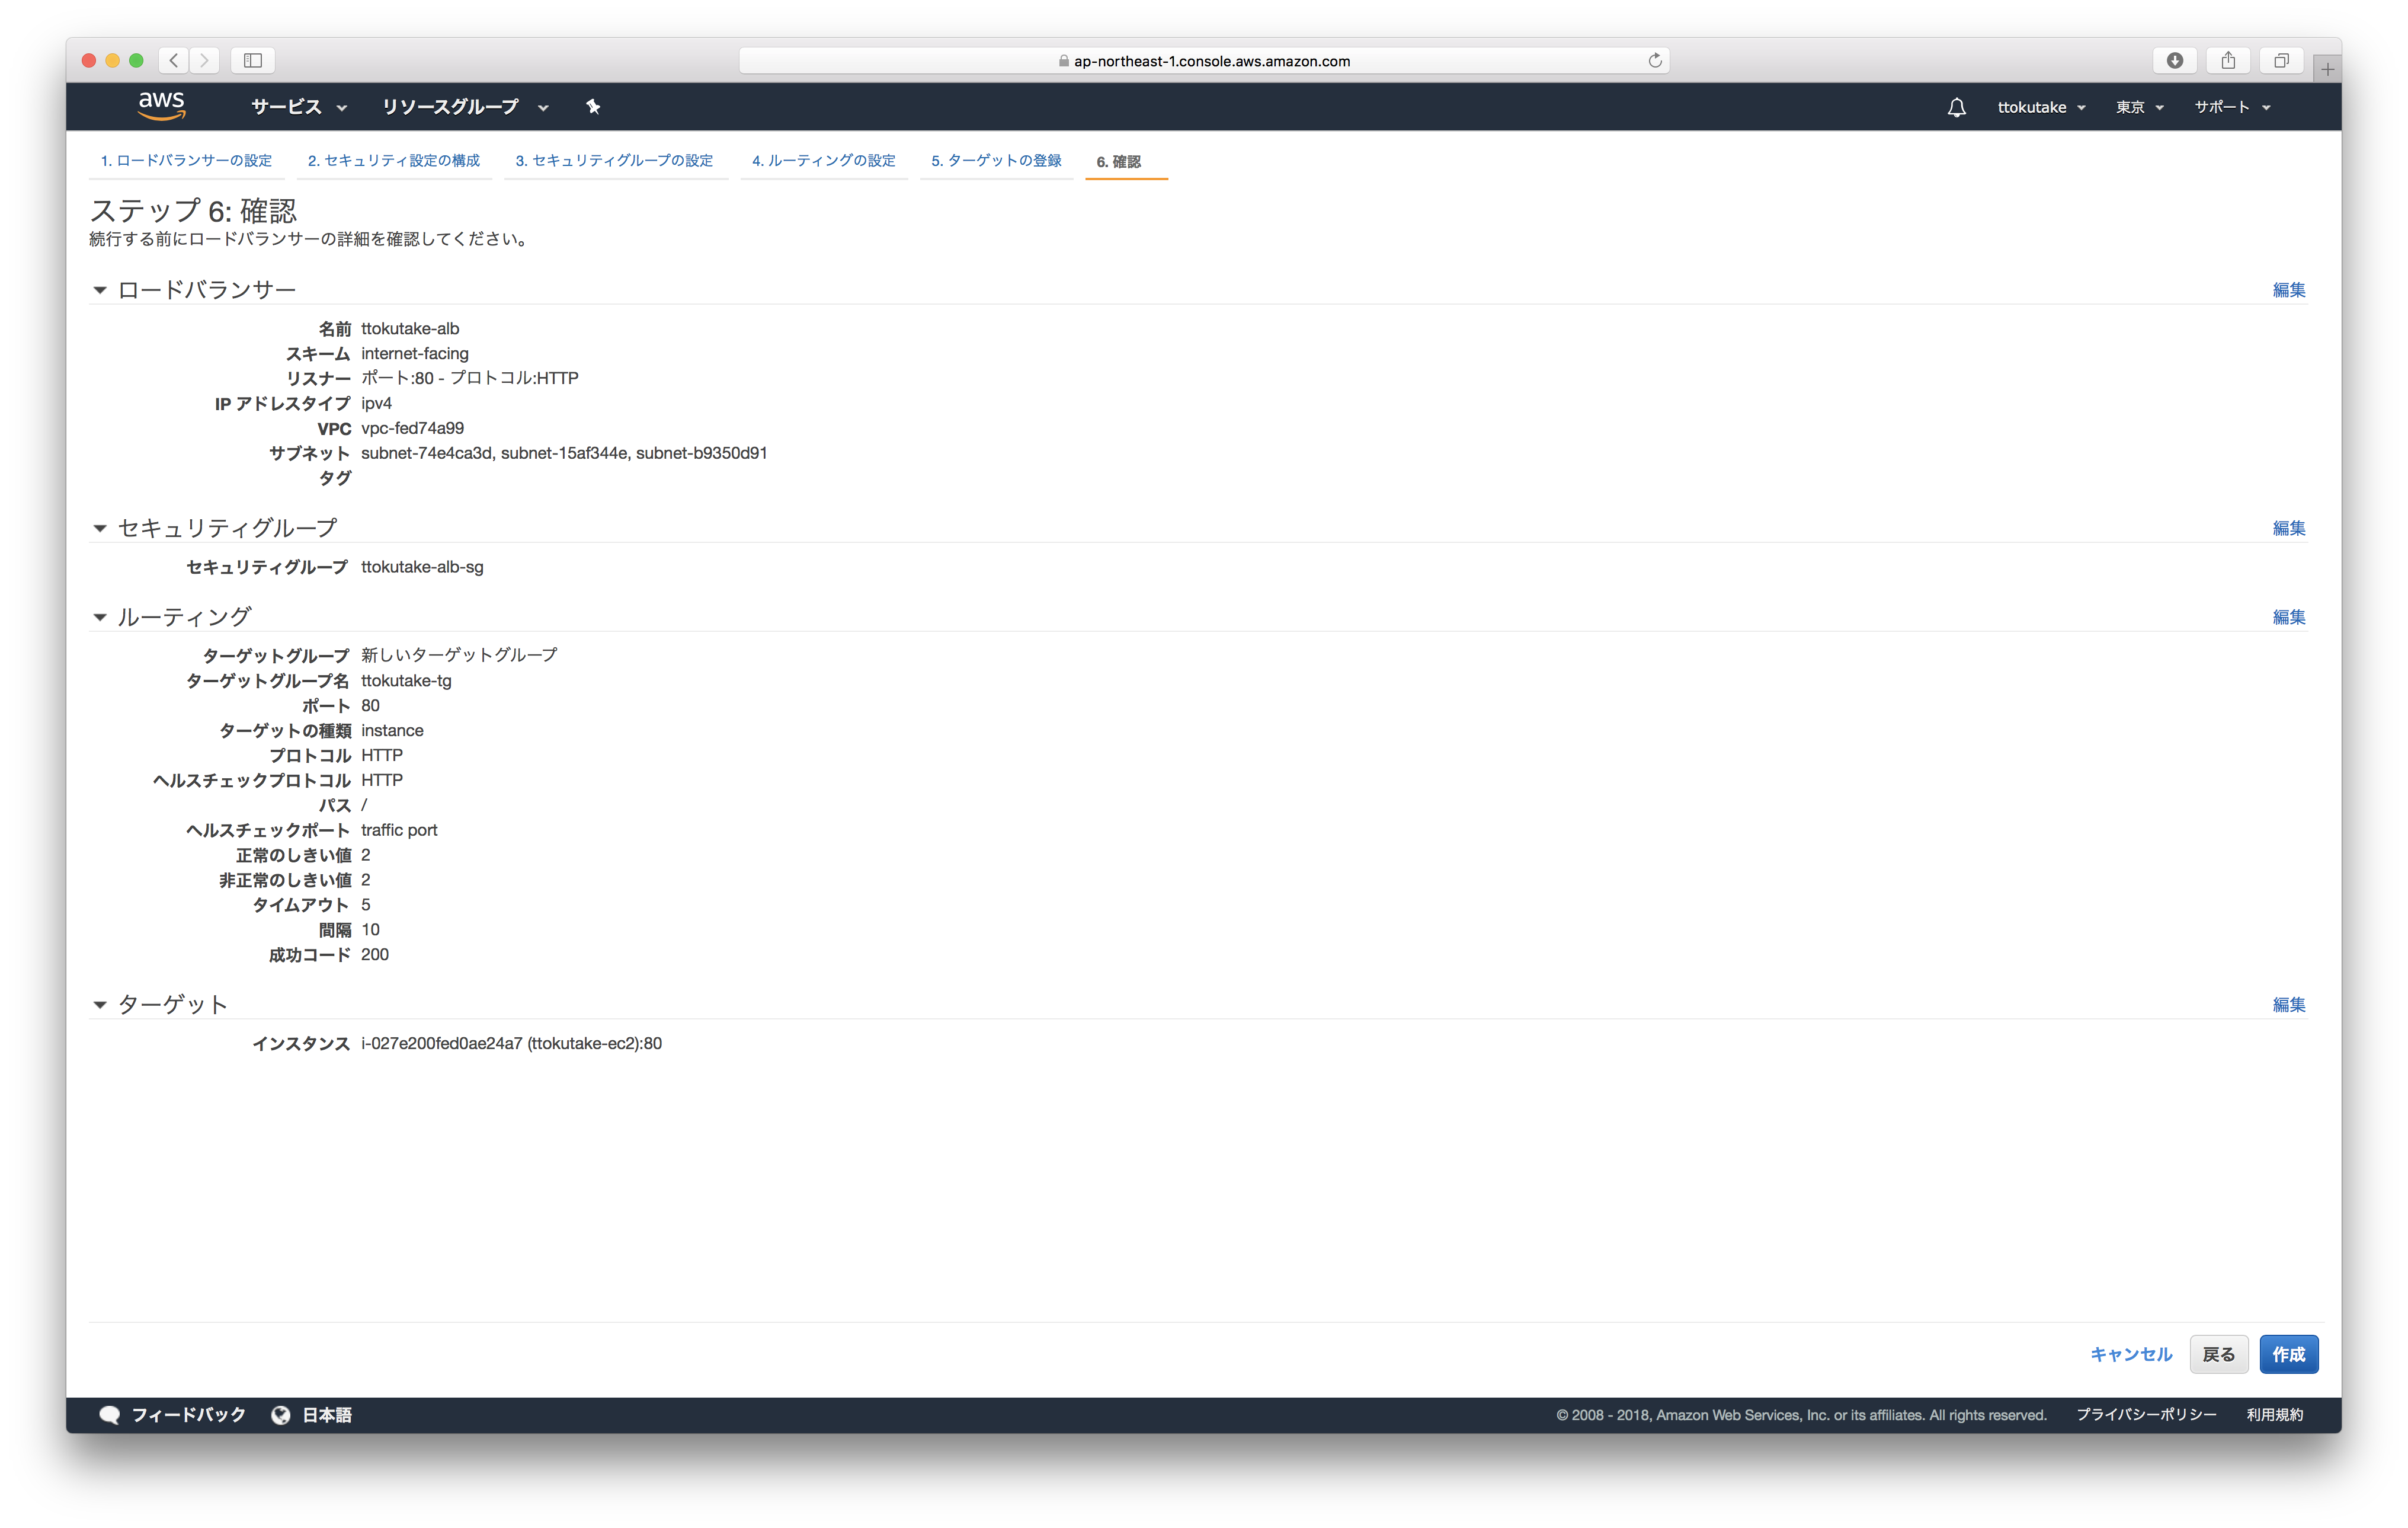 ap-northeast-1.console.aws.amazon.com
aws サービス リソースグループ ttokutake 東京 サポート
1. ロードバランサーの設定 2. セキュリティ設定の構成 3. セキュリティグループの設定 4. ルーティングの設定 5. ターゲットの登録 6. 確認
ステップ 6: 確認
続行する前にロードバランサーの詳細を確認してください。
ロードバランサー 編集
名前 ttokutake-alb
スキーム internet-facing
リスナー ポート:80 - プロトコル:HTTP
IP アドレスタイプ ipv4
VPC vpc-fed74a99
サブネット subnet-74e4ca3d, subnet-15af344e, subnet-b9350d91
タグ
セキュリティグループ 編集
セキュリティグループ ttokutake-alb-sg
ルーティング 編集
ターゲットグループ 新しいターゲットグループ
ターゲットグループ名 ttokutake-tg
ポート 80
ターゲットの種類 instance
プロトコル HTTP
ヘルスチェックプロトコル HTTP
パス /
ヘルスチェックポート traffic port
正常のしきい値 2
非正常のしきい値 2
タイムアウト 5
間隔 10
成功コード 200
ターゲット 編集
インスタンス i-027e200fed0ae24a7 (ttokutake-ec2):80
キャンセル 戻る 作成
フィードバック 日本語 © 2008 - 2018, Amazon Web Services, Inc. or its affiliates. All rights reserved. プライバシーポリシー 利用規約